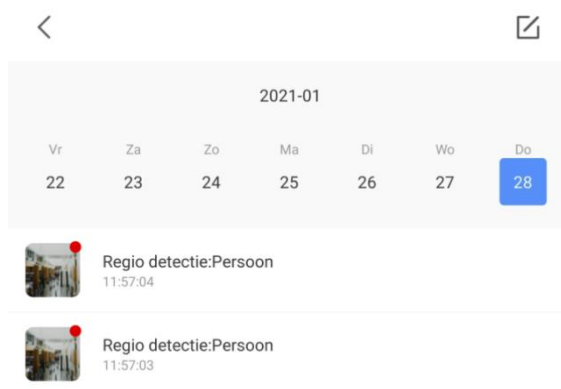 2021-01
Vr Za Zo Ma Di Wo Do
22 23 24 25 26 27 28
Regio detectie:Persoon
11:57:04
Regio detectie:Persoon
11:57:03